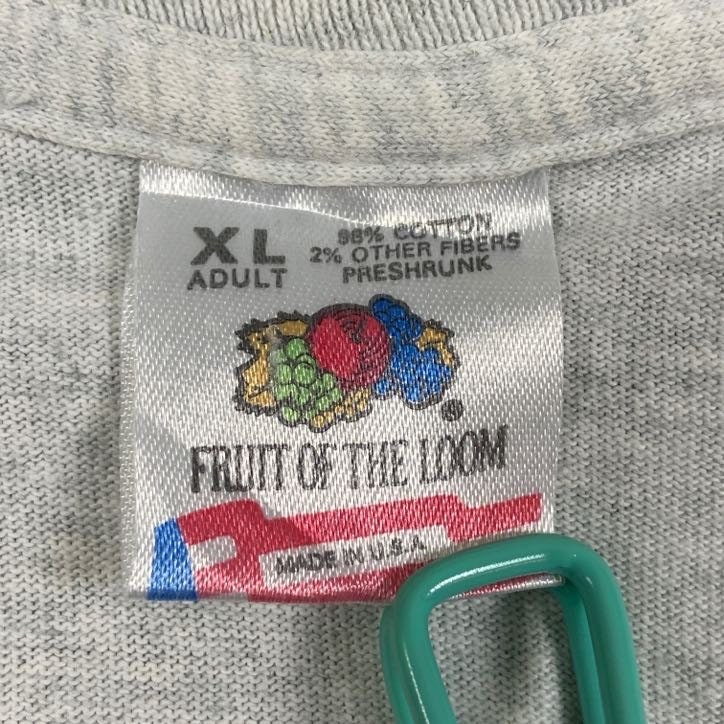 XL
ADULT
98% COTTON
2% OTHER FIBERS
PRESHRUNK
®
FRUIT OF THE LOOM
MADE IN U.S.A.